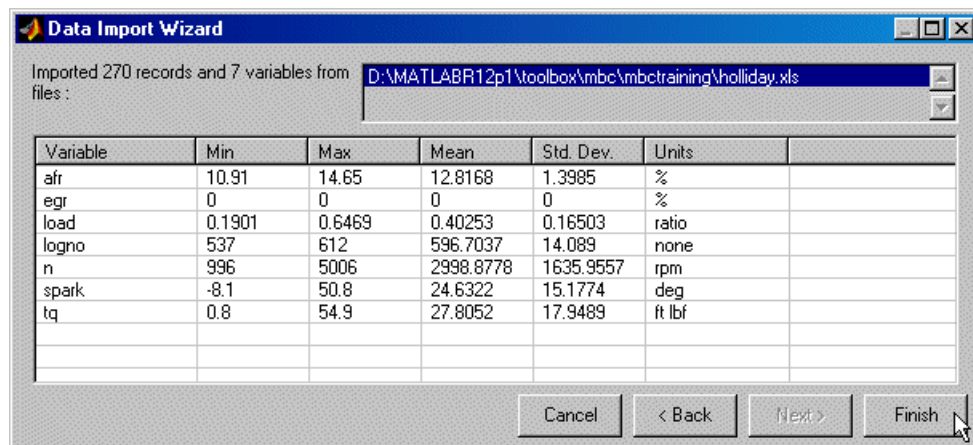 Data Import Wizard
Imported 270 records and 7 variables from
files :
D:\MATLABR12p1\toolbox\mbc\mbctraining\holliday.xls
Variable Min Max Mean Std. Dev. Units
afr 10.91 14.65 12.8168 1.3985 %
egr 0 0 0 0 %
load 0.1901 0.6469 0.40253 0.16503 ratio
logno 537 612 596.7037 14.089 none
n 996 5006 2998.8778 1635.9557 rpm
spark -8.1 50.8 24.6322 15.1774 deg
tq 0.8 54.9 27.8052 17.9489 ft lbf
Cancel < Back Next > Finish